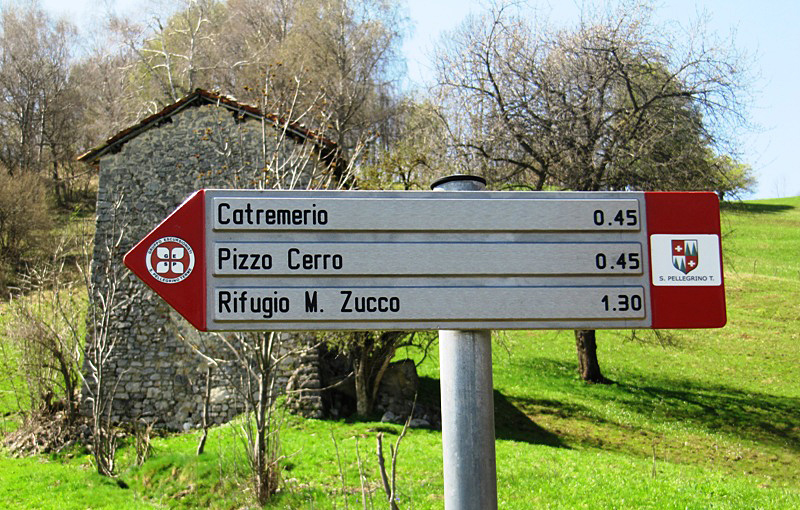 Catremerio 0.45
Pizzo Cerro 0.45
Rifugio M. Zucco 1.30
S. PELLEGRINO T.